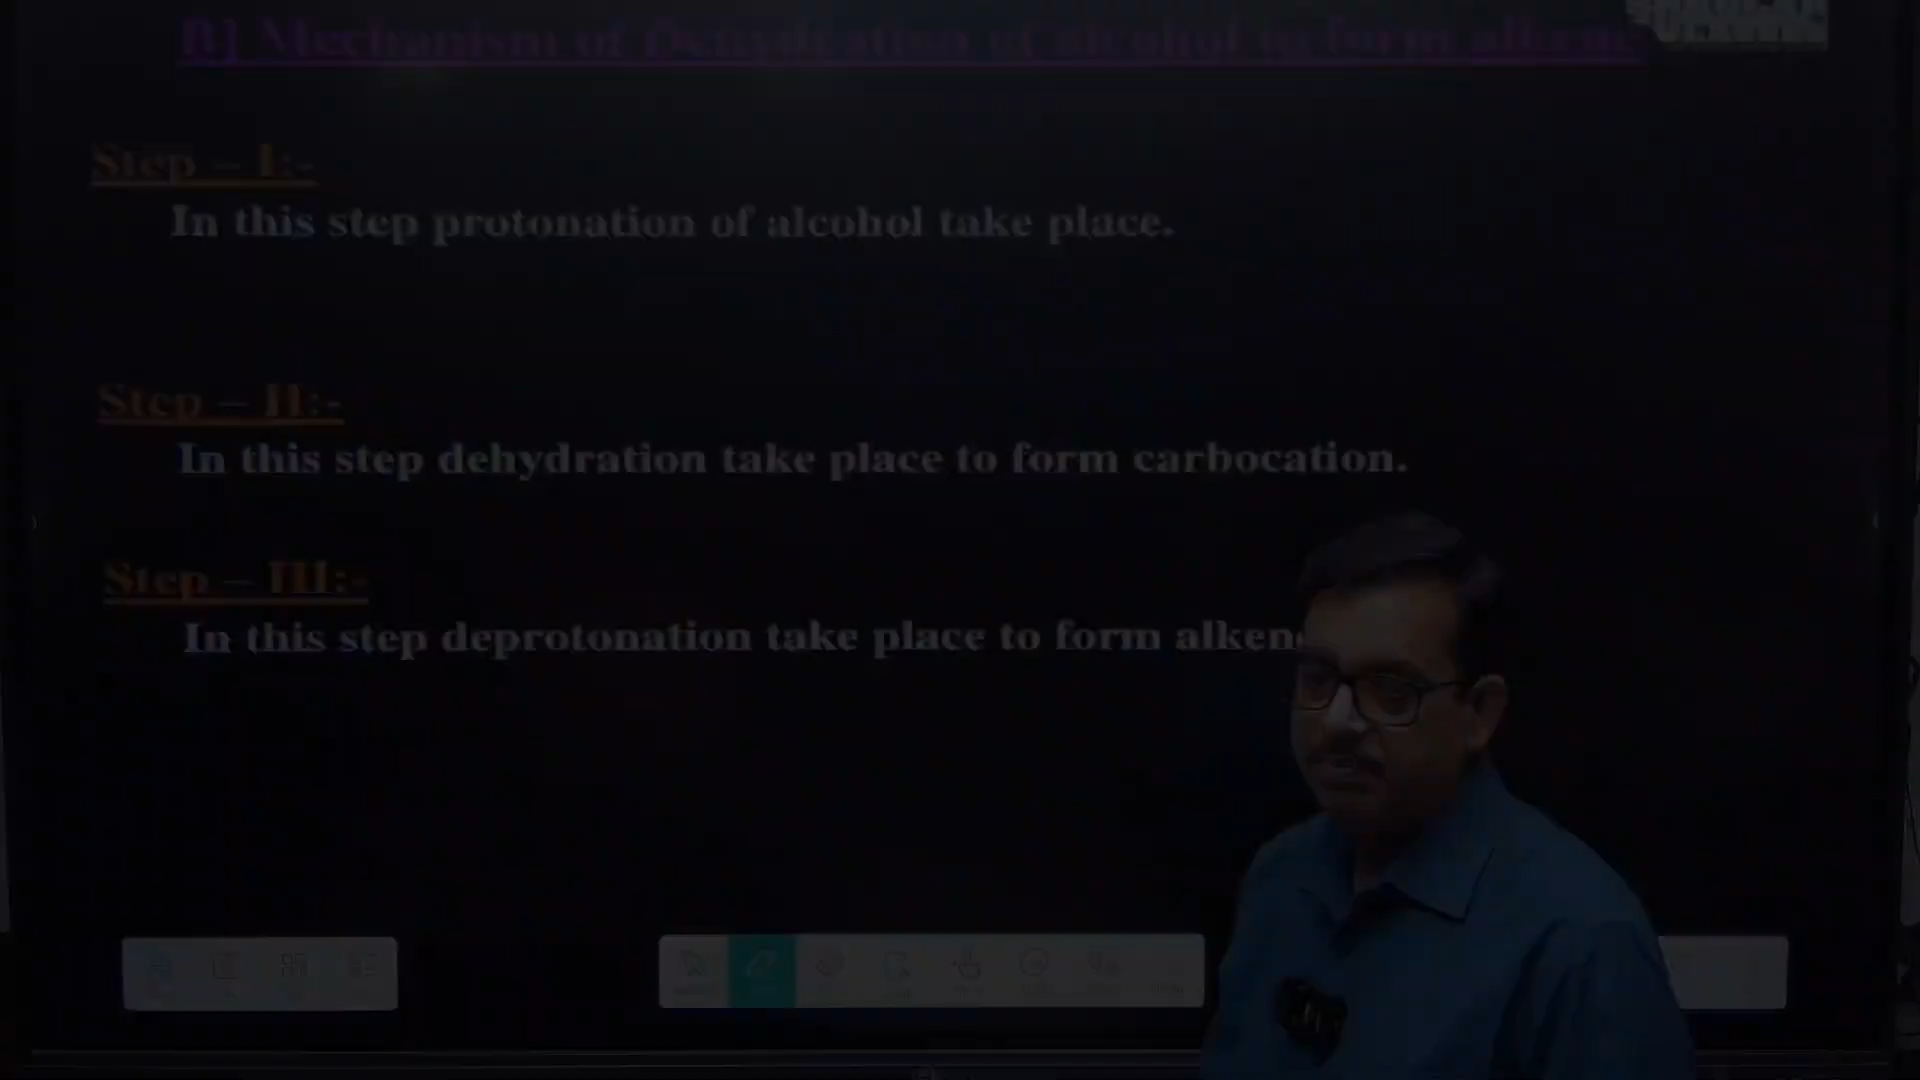 B] Mechanism of Dehydration of alcohol to form alkene
Step – I:-
In this step protonation of alcohol take place.
Step – II:-
In this step dehydration take place to form carbocation.
Step – III:-
In this step deprotonation take place to form